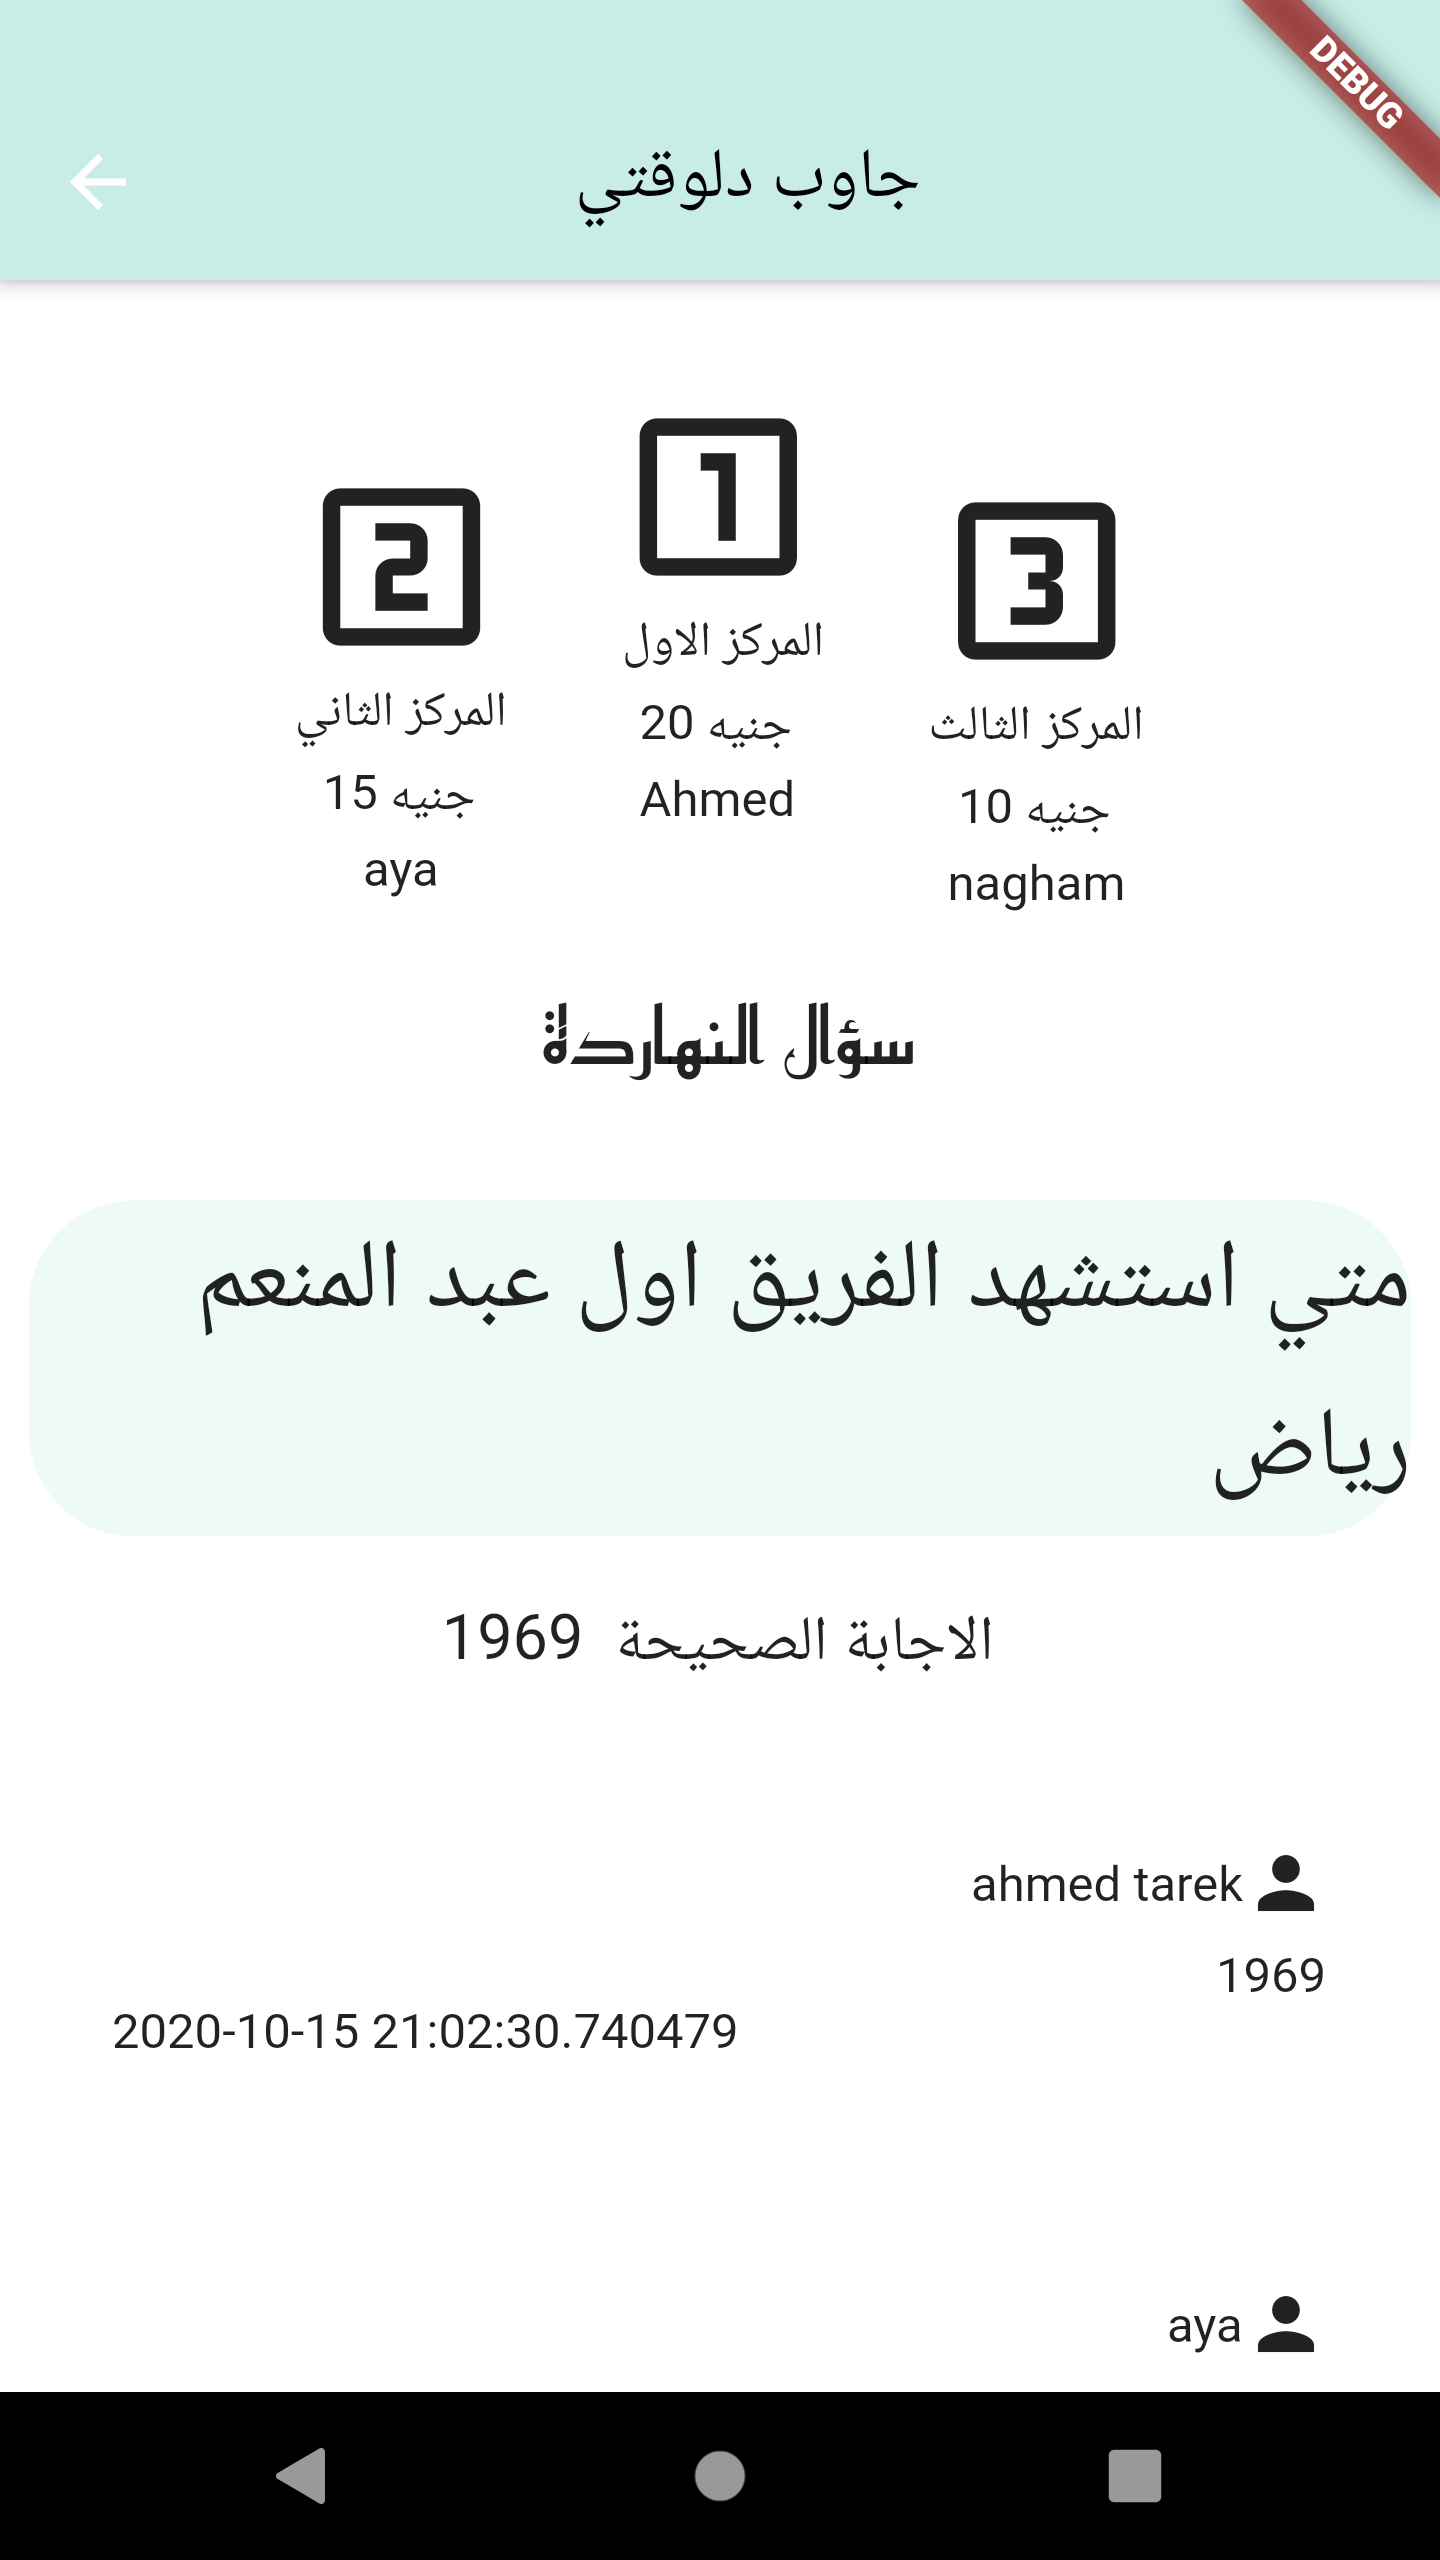 DEBUG
جاوب دلوقتي
1
2
3
المركز الاول
20 جنيه
Ahmed
المركز الثاني
15 جنيه
aya
المركز الثالث
10 جنيه
nagham
سؤال النهاردة
متي استشهد الفريق اول عبد المنعم
رياض
الاجابة الصحيحة 1969
ahmed tarek
1969
2020-10-15 21:02:30.740479
aya